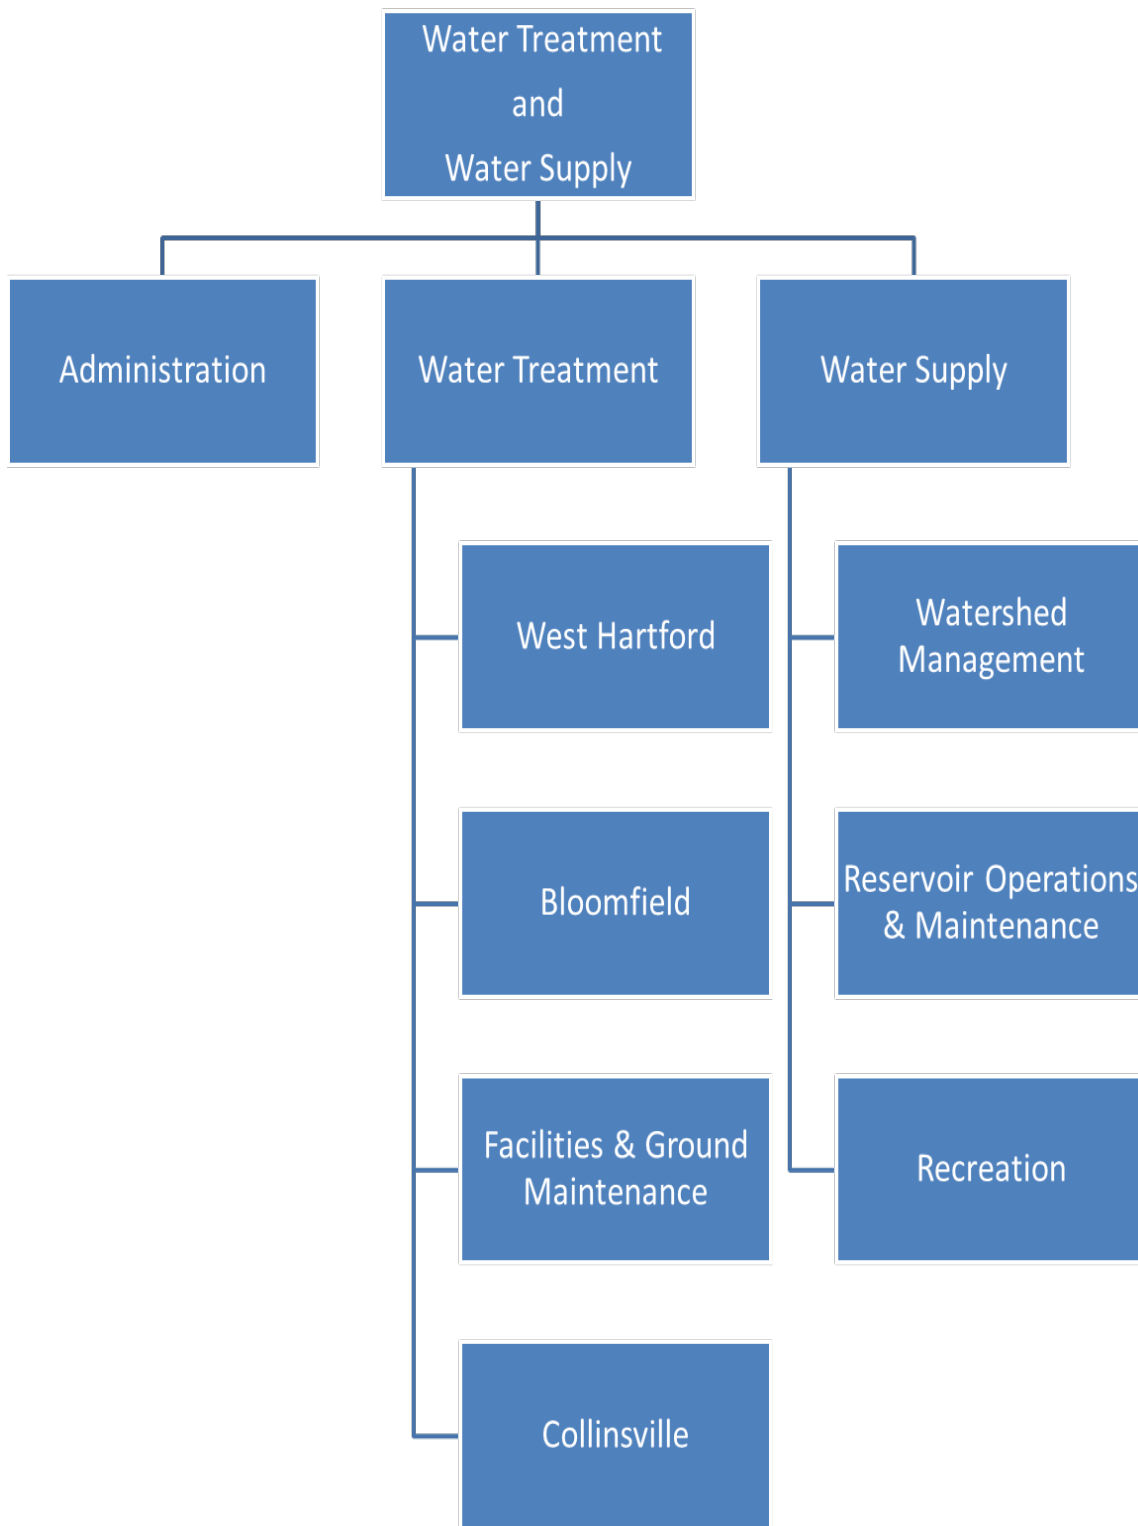 Water Treatment
and
Water Supply
Administration
Water Treatment
Water Supply
West Hartford
Watershed
Management
Bloomfield
Reservoir Operations
& Maintenance
Facilities & Ground
Maintenance
Recreation
Collinsville